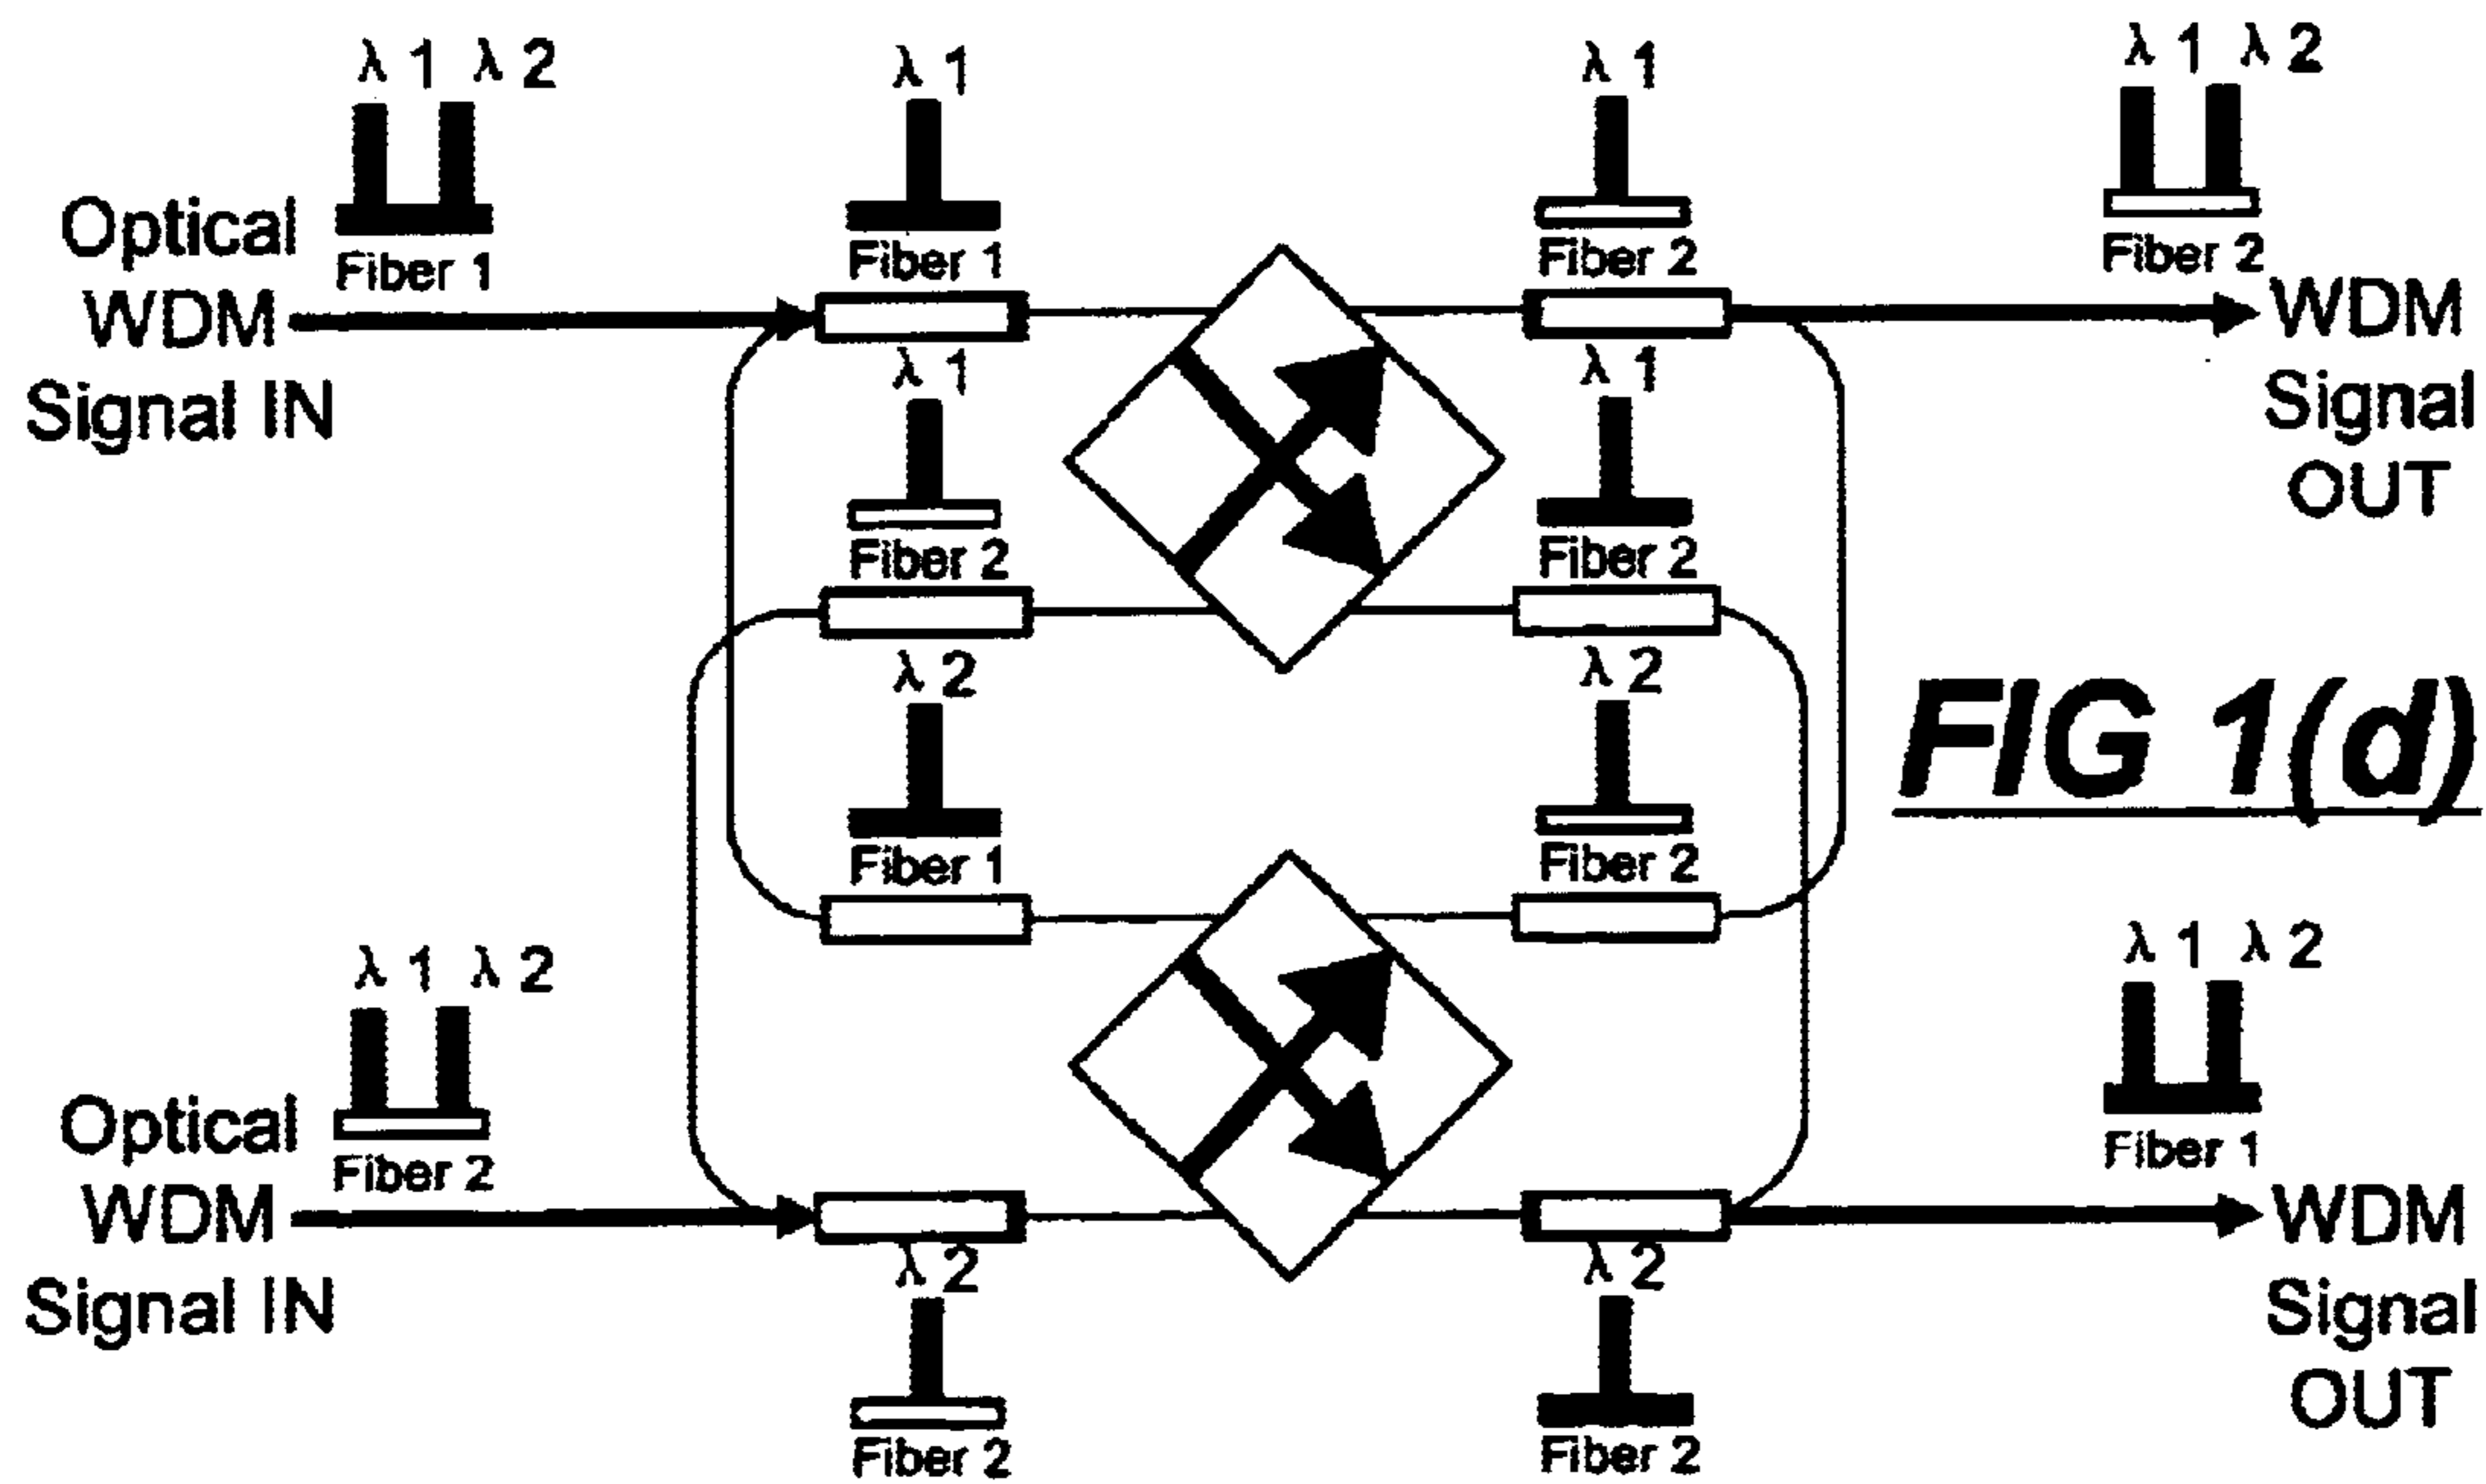 λ 1 λ 2
λ 1
λ 1
λ 1 λ 2
Optical
WDM
Signal IN
Fiber 1
Fiber 1
Fiber 2
Fiber 2
WDM
Signal
OUT
λ 1
λ 1
Fiber 2
Fiber 2
λ 2
λ 2
FIG 1(d)
Fiber 1
Fiber 2
λ 1 λ 2
λ 1 λ 2
Optical
WDM
Signal IN
Fiber 2
Fiber 1
WDM
Signal
OUT
λ 2
λ 2
Fiber 2
Fiber 2